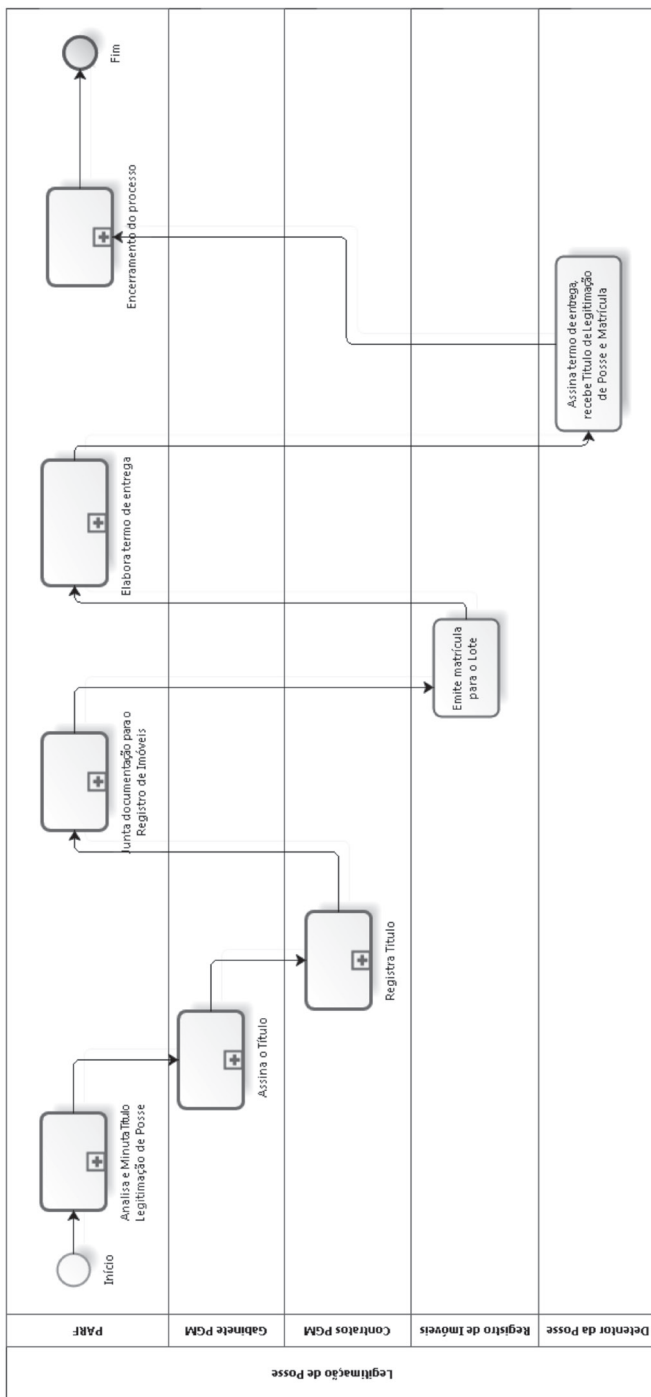 Legitimação de Posse
PARF
Gabinete PGM
Contratos PGM
Registro de Imóveis
Detentor da Posse
Início
Analisa e Minuta Título
Legitimação de Posse
Assina o Título
Registra Título
Junta documentação para o
Registro de Imóveis
Emite matrícula
para o Lote
Elabora termo de entrega
Assina termo de entrega,
recebe Título de Legitimação
de Posse e Matrícula
Encerramento do processo
Fim